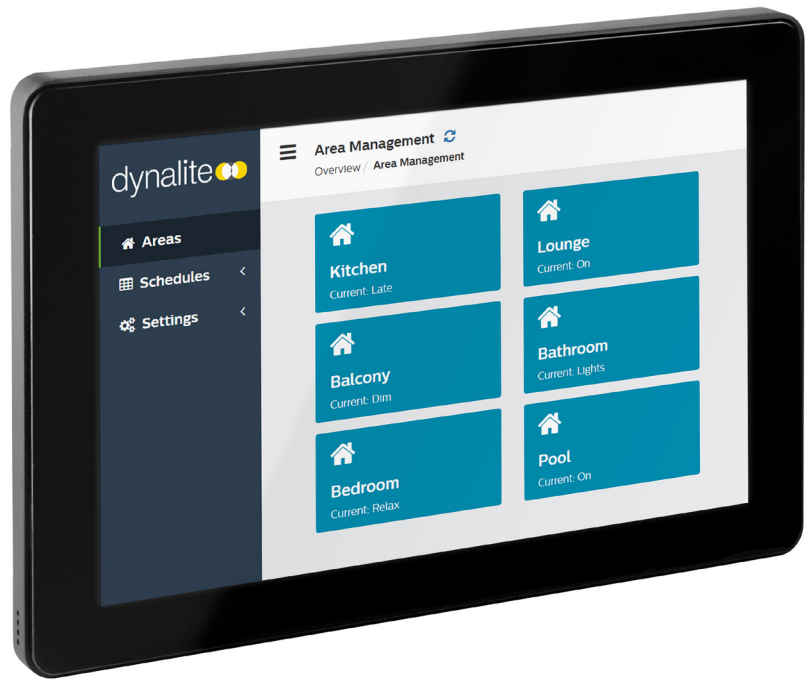 dynalite
Areas
Schedules
Settings
Area Management
Overview / Area Management
Kitchen
Current: Late
Lounge
Current: On
Balcony
Current: Dim
Bathroom
Current: Lights
Bedroom
Current: Relax
Pool
Current: On